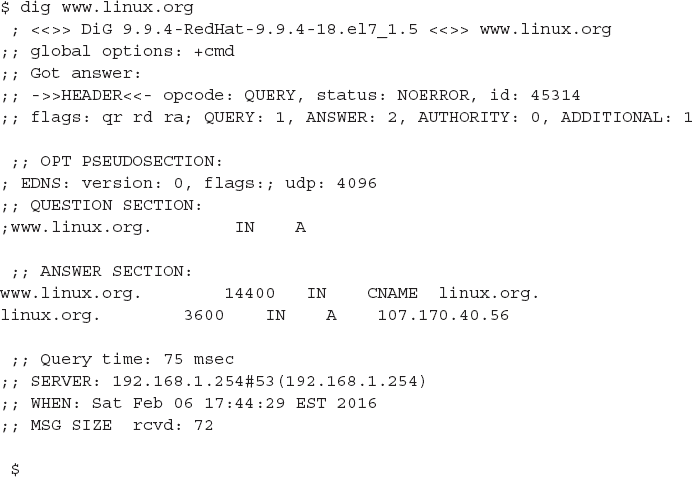 $ dig www.linux.org
; <<>> DiG 9.9.4-RedHat-9.9.4-18.el7_1.5 <<>> www.linux.org
;; global options: +cmd
;; Got answer:
;; ->>HEADER<<- opcode: QUERY, status: NOERROR, id: 45314
;; flags: qr rd ra; QUERY: 1, ANSWER: 2, AUTHORITY: 0, ADDITIONAL: 1
;; OPT PSEUDOSECTION:
; EDNS: version: 0, flags:; udp: 4096
;; QUESTION SECTION:
;www.linux.org. IN A
;; ANSWER SECTION:
www.linux.org. 14400 IN CNAME linux.org.
linux.org. 3600 IN A 107.170.40.56
;; Query time: 75 msec
;; SERVER: 192.168.1.254#53(192.168.1.254)
;; WHEN: Sat Feb 06 17:44:29 EST 2016
;; MSG SIZE rcvd: 72
$